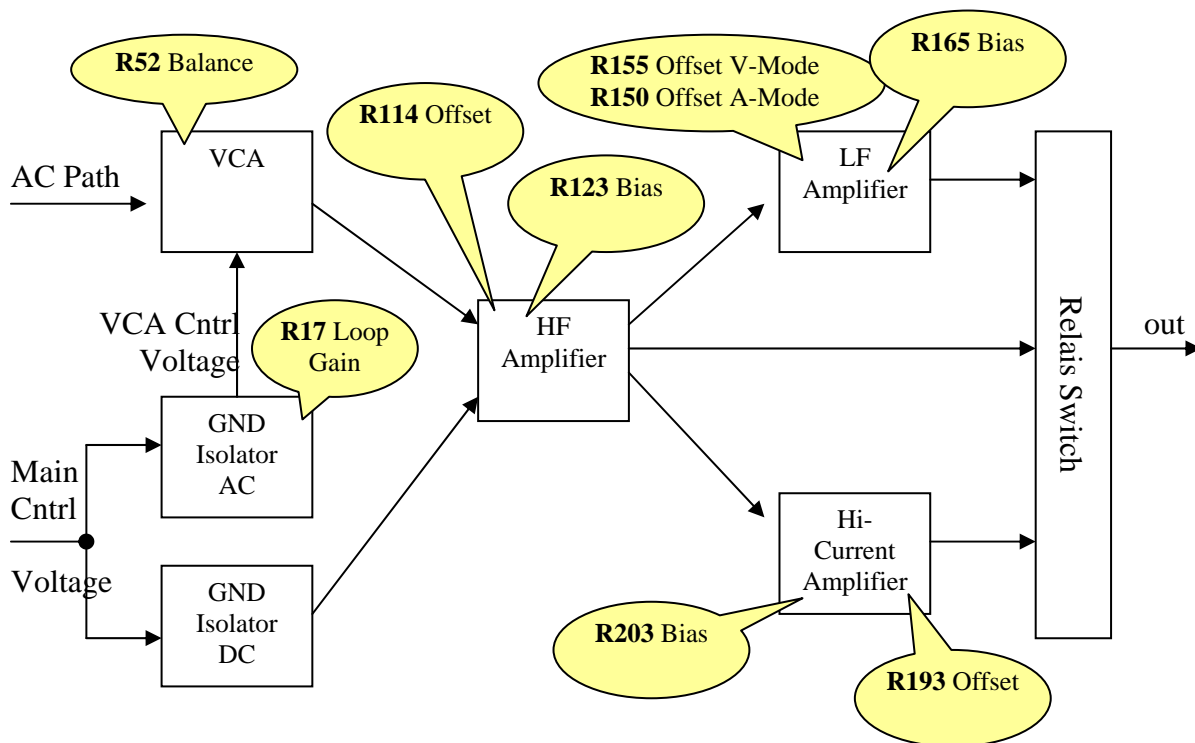 R52 Balance
R155 Offset V-Mode
R150 Offset A-Mode
R165 Bias
R114 Offset
VCA
AC Path
R123 Bias
LF
Amplifier
VCA Cntrl
Voltage
R17 Loop
Gain
HF
Amplifier
Relais Switch
out
GND
Isolator
AC
Main
Cntrl
Voltage
GND
Isolator
DC
Hi-
Current
Amplifier
R203 Bias
R193 Offset